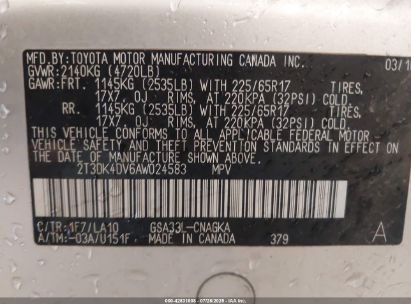 MFD.BY:TOYOTA MOTOR MANUFACTURING CANADA INC. 03/1
GVWR:2140KG (4720LB)
GAWR:FRT. 1145KG (2535LB) WITH 225/65R17 TIRES,
17X7 0J RIMS, AT 220KPA (32PSI) COLD.
RR. 1145KG (2535LB) WITH 225/65R17 TIRES,
17X7 0J RIMS, AT 220KPA (32PSI) COLD.
THIS VEHICLE CONFORMS TO ALL APPLICABLE FEDERAL MOTOR
VEHICLE SAFETY AND THEFT PREVENTION STANDARDS IN EFFECT
ON THE DATE OF MANUFACTURE SHOWN ABOVE.
2T3DK4DV6AW024583 MPV
C/TR:1F7/LA10 GSA33L-CNAGKA
A/TM:-03A/U151F MADE IN CANADA 379
A